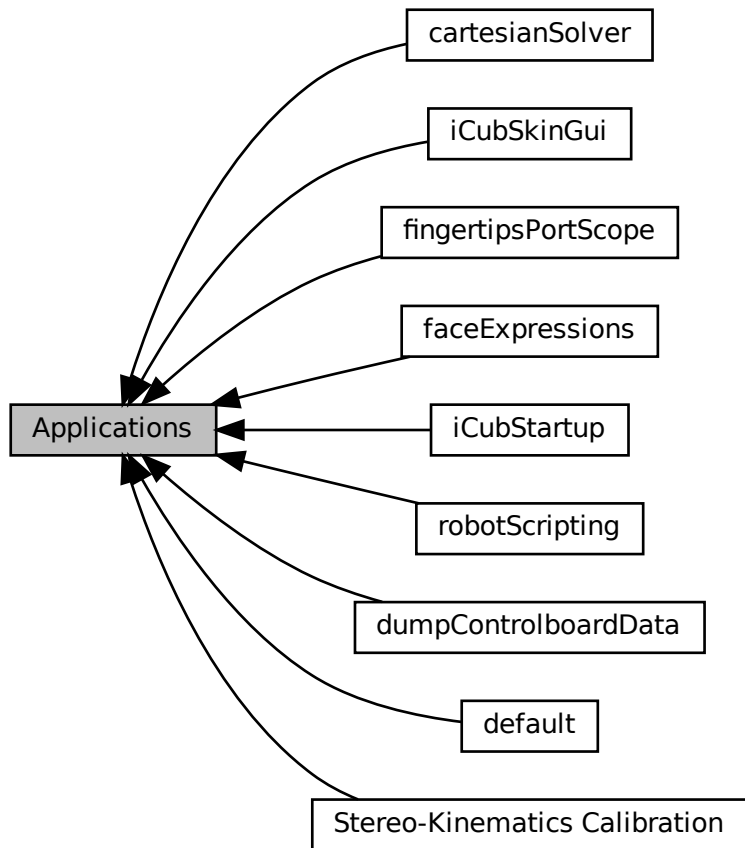 cartesianSolver
iCubSkinGui
fingertipsPortScope
faceExpressions
Applications
iCubStartup
robotScripting
dumpControlboardData
default
Stereo-Kinematics Calibration